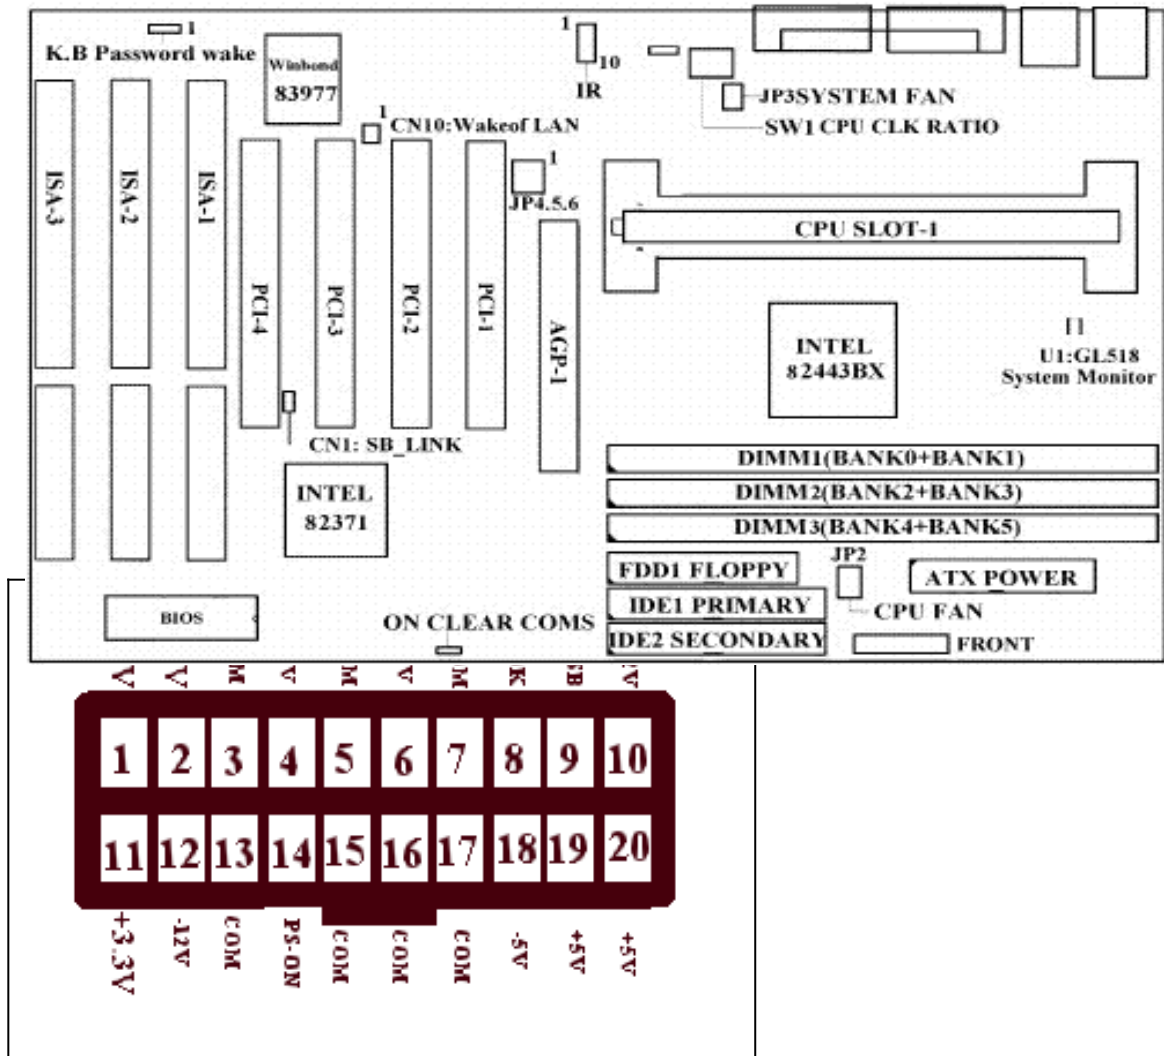 1
K.B Password wake
Winbond
83977
1
10
IR
JP3SYSTEM FAN
SW1 CPU CLK RATIO
1
CN10:Wakeof LAN
1
JP4.5.6
ISA-3
ISA-2
ISA-1
PCI-4
PCI-3
PCI-2
PCI-1
AGP-1
CPU SLOT-1
INTEL
82443BX
U1:GL518
System Monitor
CN1: SB_LINK
INTEL
82371
DIMM1(BANK0+BANK1)
DIMM2(BANK2+BANK3)
DIMM3(BANK4+BANK5)
FDD1 FLOPPY
JP2
ATX POWER
IDE1 PRIMARY
CPU FAN
BIOS
ON CLEAR COMS
IDE2 SECONDARY
FRONT
V V M V M V M K V
1 2 3 4 5 6 7 8 9 10
11 12 13 14 15 16 17 18 19 20
+3.3V -12V COM PS-ON COM COM COM -5V +5V +5V